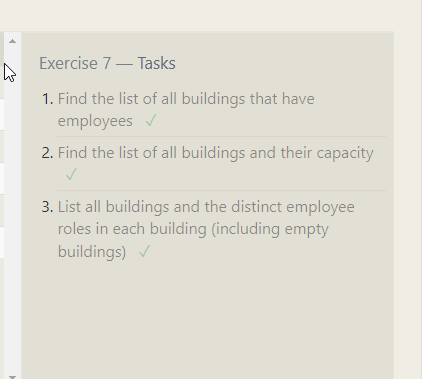 Exercise 7 — Tasks
1. Find the list of all buildings that have
employees ✓
2. Find the list of all buildings and their capacity
✓
3. List all buildings and the distinct employee
roles in each building (including empty
buildings) ✓